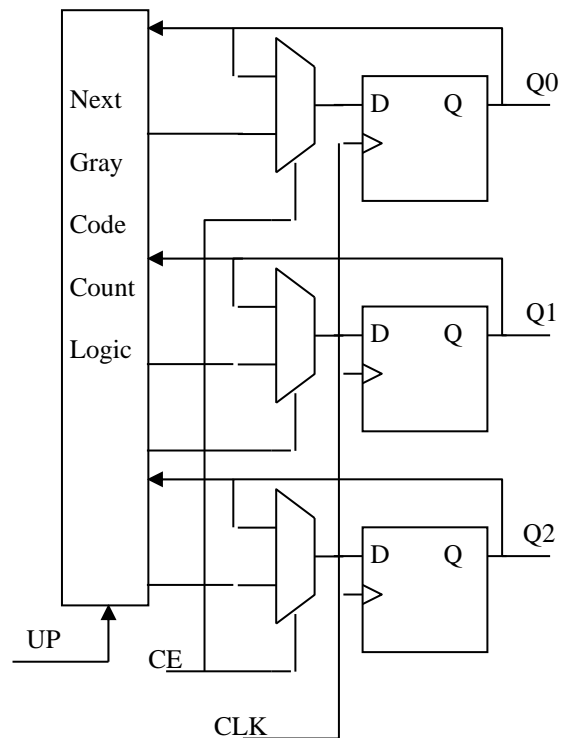 Next
Gray
Code
Count
Logic
D Q
Q0
D Q
Q1
D Q
Q2
UP
CE
CLK